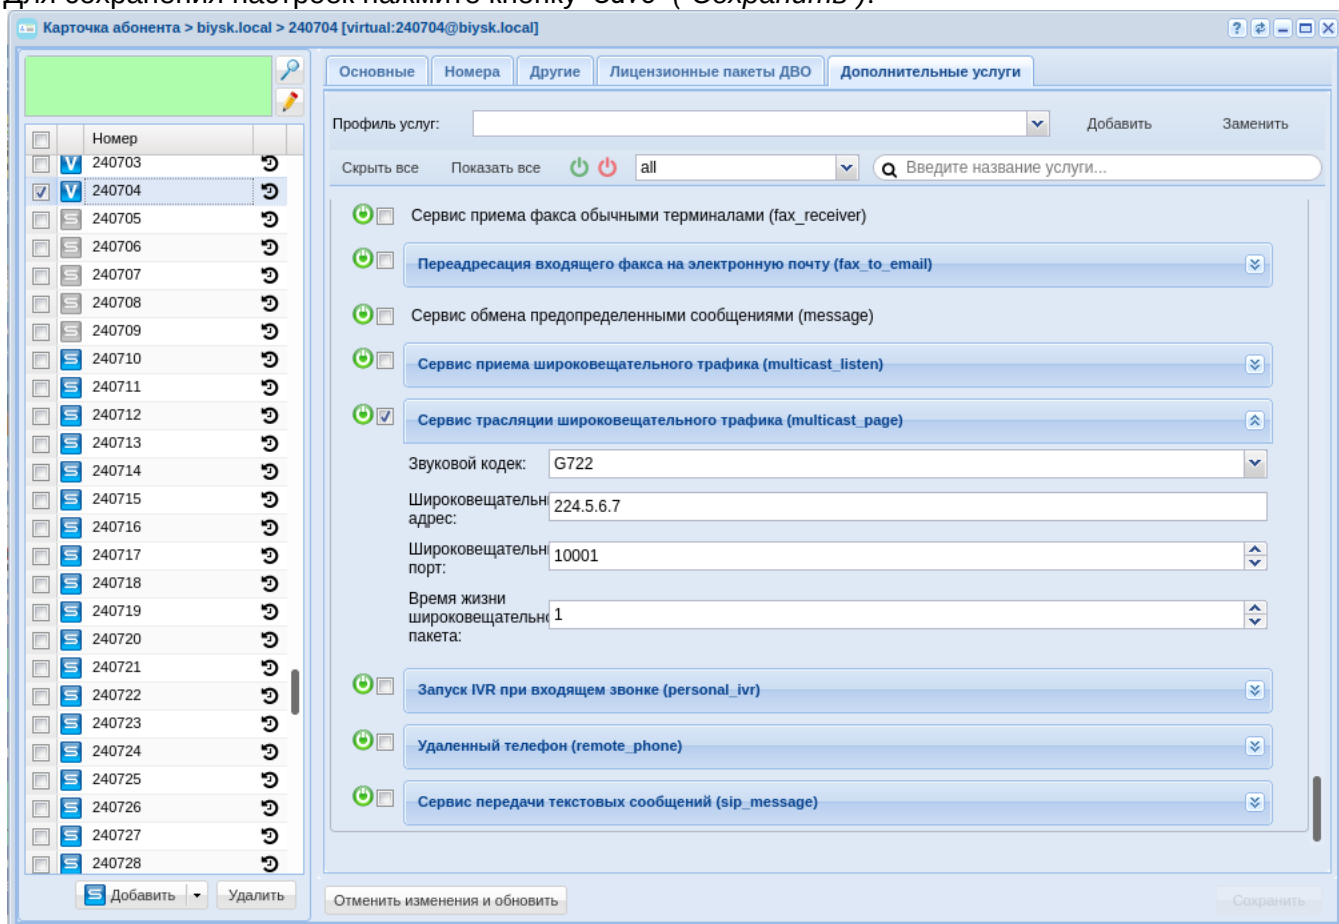 Для сохранения настроек нажмите кнопку "Save" ("Сохранить").
Карточка абонента > biysk.local > 240704 [virtual:240704@biysk.local]
Основные Номера Другие Лицензионные пакеты ДВО Дополнительные услуги
Профиль услуг: Добавить Заменить
Скрыть все Показать все all Введите название услуги...
Номер
240703
240704
240705
240706
240707
240708
240709
240710
240711
240712
240713
240714
240715
240716
240717
240718
240719
240720
240721
240722
240723
240724
240725
240726
240727
240728
Добавить Удалить
Сервис приема факса обычными терминалами (fax_receiver)
Переадресация входящего факса на электронную почту (fax_to_email)
Сервис обмена предопределенными сообщениями (message)
Сервис приема широковещательного трафика (multicast_listen)
Сервис трасляции широковещательного трафика (multicast_page)
Звуковой кодек: G722
Широковещательн
адрес:
224.5.6.7
Широковещательн
порт:
10001
Время жизни
широковещательно
пакета:
1
Запуск IVR при входящем звонке (personal_ivr)
Удаленный телефон (remote_phone)
Сервис передачи текстовых сообщений (sip_message)
Отменить изменения и обновить Сохранить